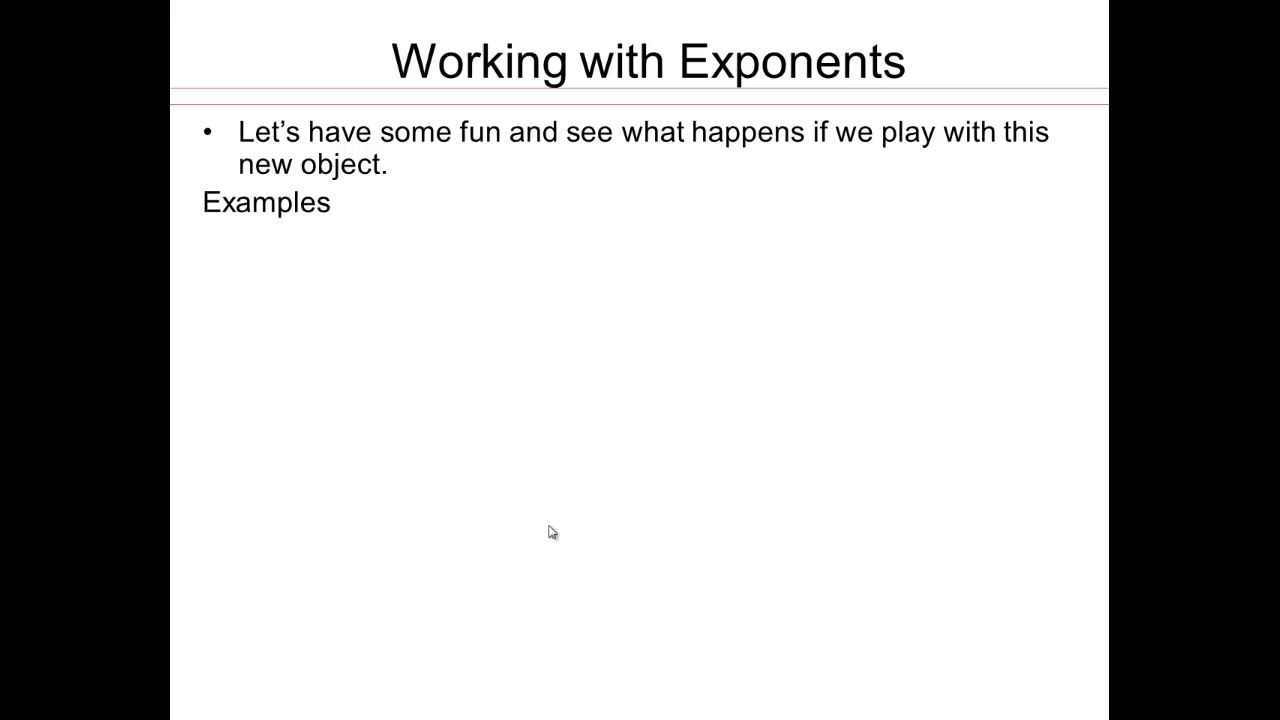 Working with Exponents
• Let’s have some fun and see what happens if we play with this
new object.
Examples